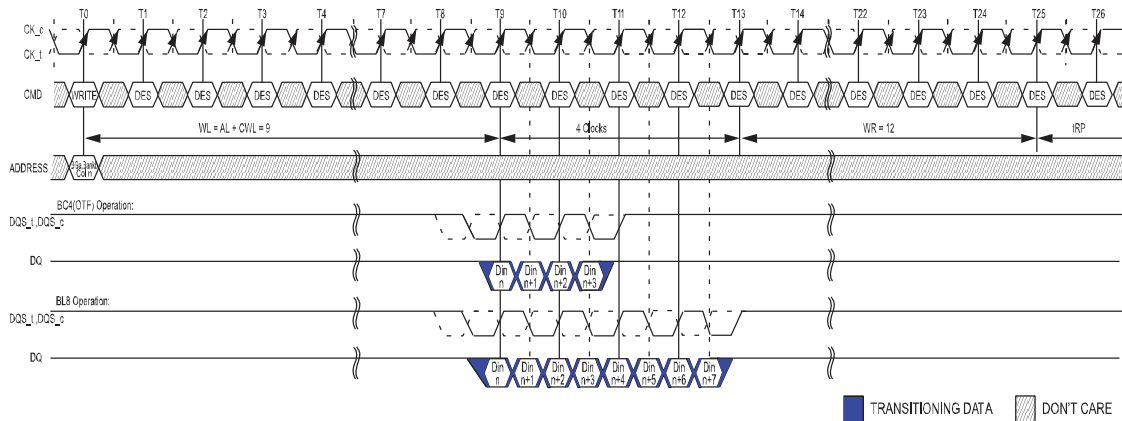 T0 T1 T2 T3 T4 T7 T8 T9 T10 T11 T12 T13 T14 T22 T23 T24 T25 T26
CK_c
CK_t
CMD WRITE DES DES DES DES DES DES DES DES DES DES DES DES DES DES DES DES DES
WL = AL + CWL = 9 4 Clocks WR = 12 tRP
ADDRESS
Col n
BC4(OTF) Operation:
DQS_t ,DQS_c
DQ Din n Din n+1 Din n+2 Din n+3
BL8 Operation:
DQS_t ,DQS_c
DQ Din n Din n+1 Din n+2 Din n+3 Din n+4 Din n+5 Din n+6 Din n+7
TRANSITIONING DATA DON'T CARE